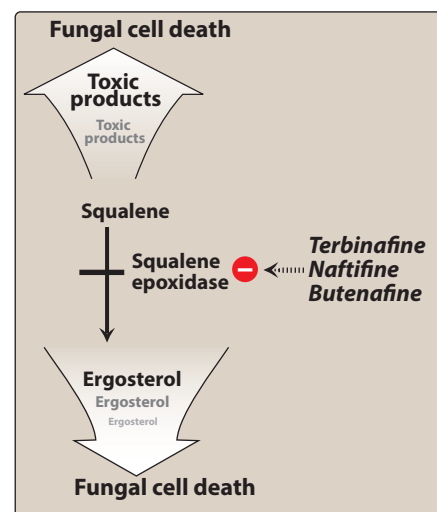 Fungal cell death
Toxic
products
Toxic
products
Squalene
Squalene
epoxidase
Terbinafine
Naftifine
Butenafine
Ergosterol
Ergosterol
Ergosterol
Fungal cell death